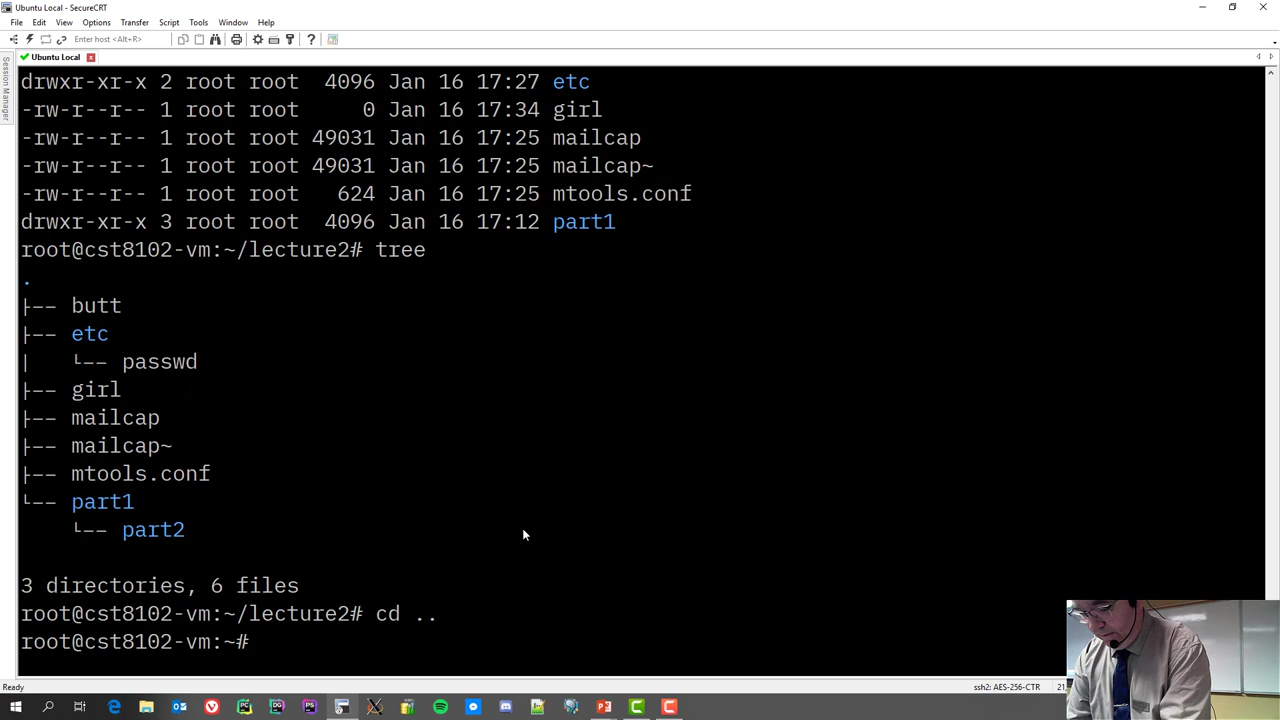 Ubuntu Local - SecureCRT
File Edit View Options Transfer Script Tools Window Help
Enter host <Alt+R>
Session Manager
Ubuntu Local
drwxr-xr-x 2 root root  4096 Jan 16 17:27 etc
-rw-r--r-- 1 root root     0 Jan 16 17:34 girl
-rw-r--r-- 1 root root 49031 Jan 16 17:25 mailcap
-rw-r--r-- 1 root root 49031 Jan 16 17:25 mailcap~
-rw-r--r-- 1 root root   624 Jan 16 17:25 mtools.conf
drwxr-xr-x 3 root root  4096 Jan 16 17:12 part1
root@cst8102-vm:~/lecture2# tree
.
├── butt
├── etc
│   └── passwd
├── girl
├── mailcap
├── mailcap~
├── mtools.conf
└── part1
    └── part2
3 directories, 6 files
root@cst8102-vm:~/lecture2# cd ..
root@cst8102-vm:~#
Ready ssh2: AES-256-CTR 21,